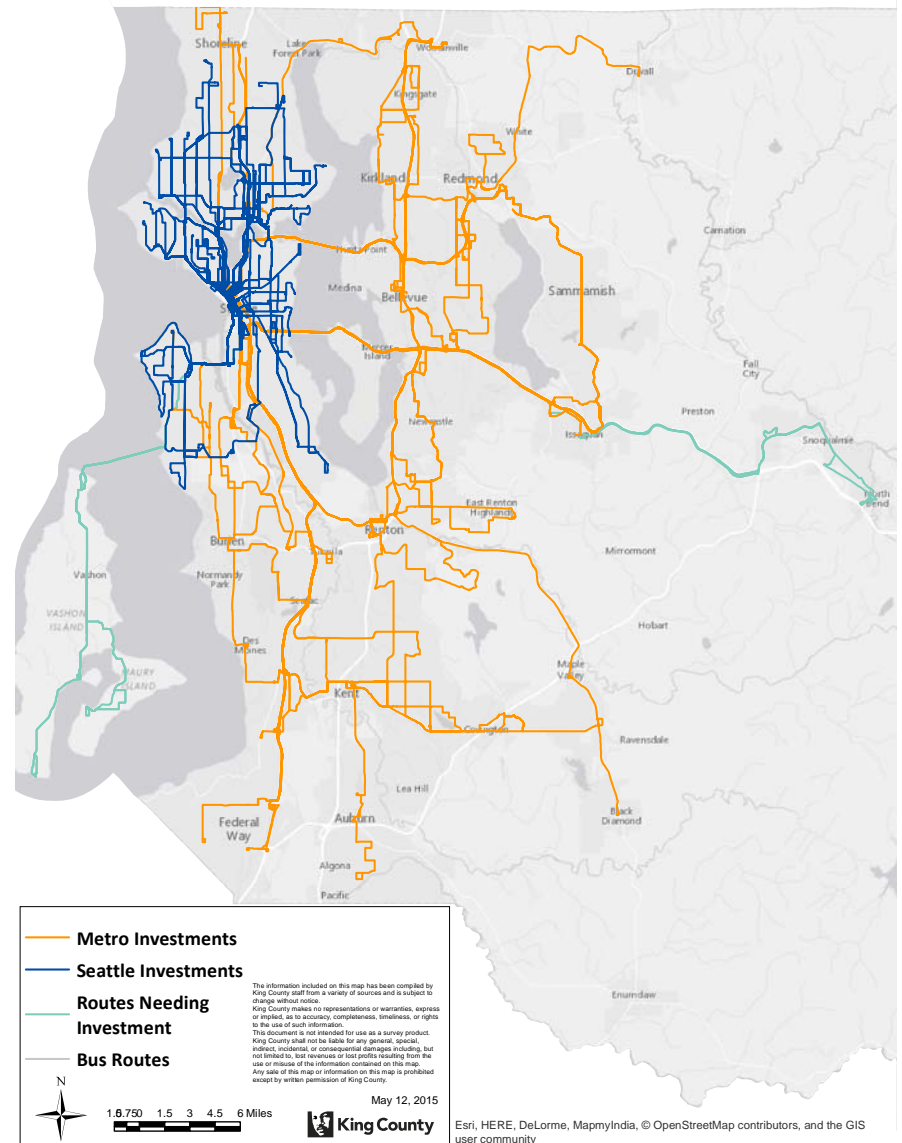 Shoreline
Lake
Forest Park
Duvall
Kingsgate
White
Kirkland
Redmond
Carnation
Hunts Point
Medina
Bellevue
Sammamish
Mercer
Island
Fall
City
Preston
Newcastle
Issaquah
Snoqualmie
North
Bend
East Renton
Highlands
Renton
Burien
Tukwila
Mirrormont
Vashon
Normandy
Park
VASHON
ISLAND
SeaTac
Hobart
Des
Moines
MAURY
ISLAND
Maple
Valley
Kent
Covington
Ravensdale
Lea Hill
Black
Diamond
Federal
Way
Auburn
Algona
Pacific
Enumclaw
Metro Investments
Seattle Investments
Routes Needing
Investment
Bus Routes
The information included on this map has been compiled by
King County staff from a variety of sources and is subject to
change without notice.
King County makes no representations or warranties, express
or implied, as to accuracy, completeness, timeliness, or rights
to the use of such information.
This document is not intended for use as a survey product.
King County shall not be liable for any general, special,
indirect, incidental, or consequential damages including, but
not limited to, lost revenues or lost profits resulting from the
use or misuse of the information contained on this map.
Any sale of this map or information on this map is prohibited
except by written permission of King County.
May 12, 2015
N
1.5 3 4.5 6 Miles
King County
Esri, HERE, DeLorme, MapmyIndia, © OpenStreetMap contributors, and the GIS
user community